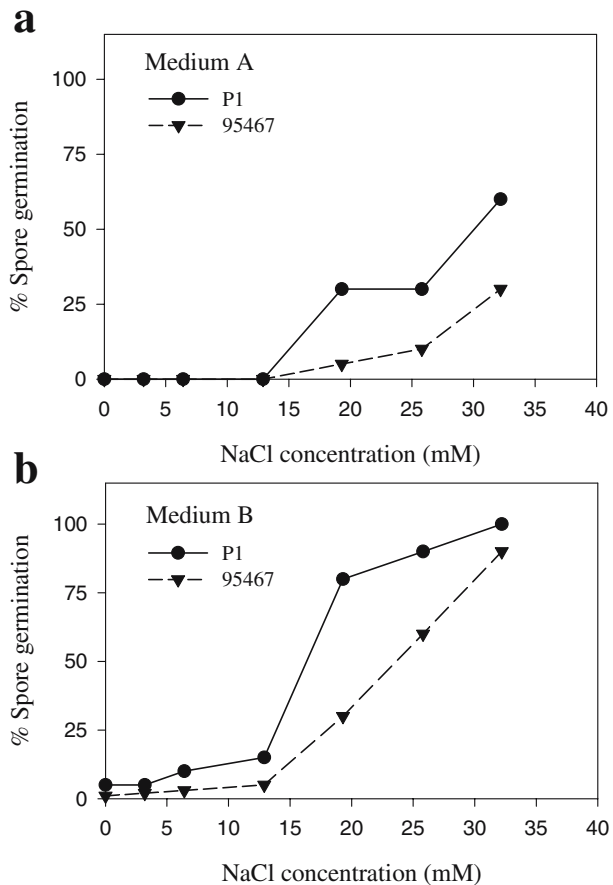 a
Medium A
P1
95467
% Spore germination
100
75
50
25
0
0 5 10 15 20 25 30 35 40
NaCl concentration (mM)
b
Medium B
P1
95467
% Spore germination
100
75
50
25
0
0 5 10 15 20 25 30 35 40
NaCl concentration (mM)